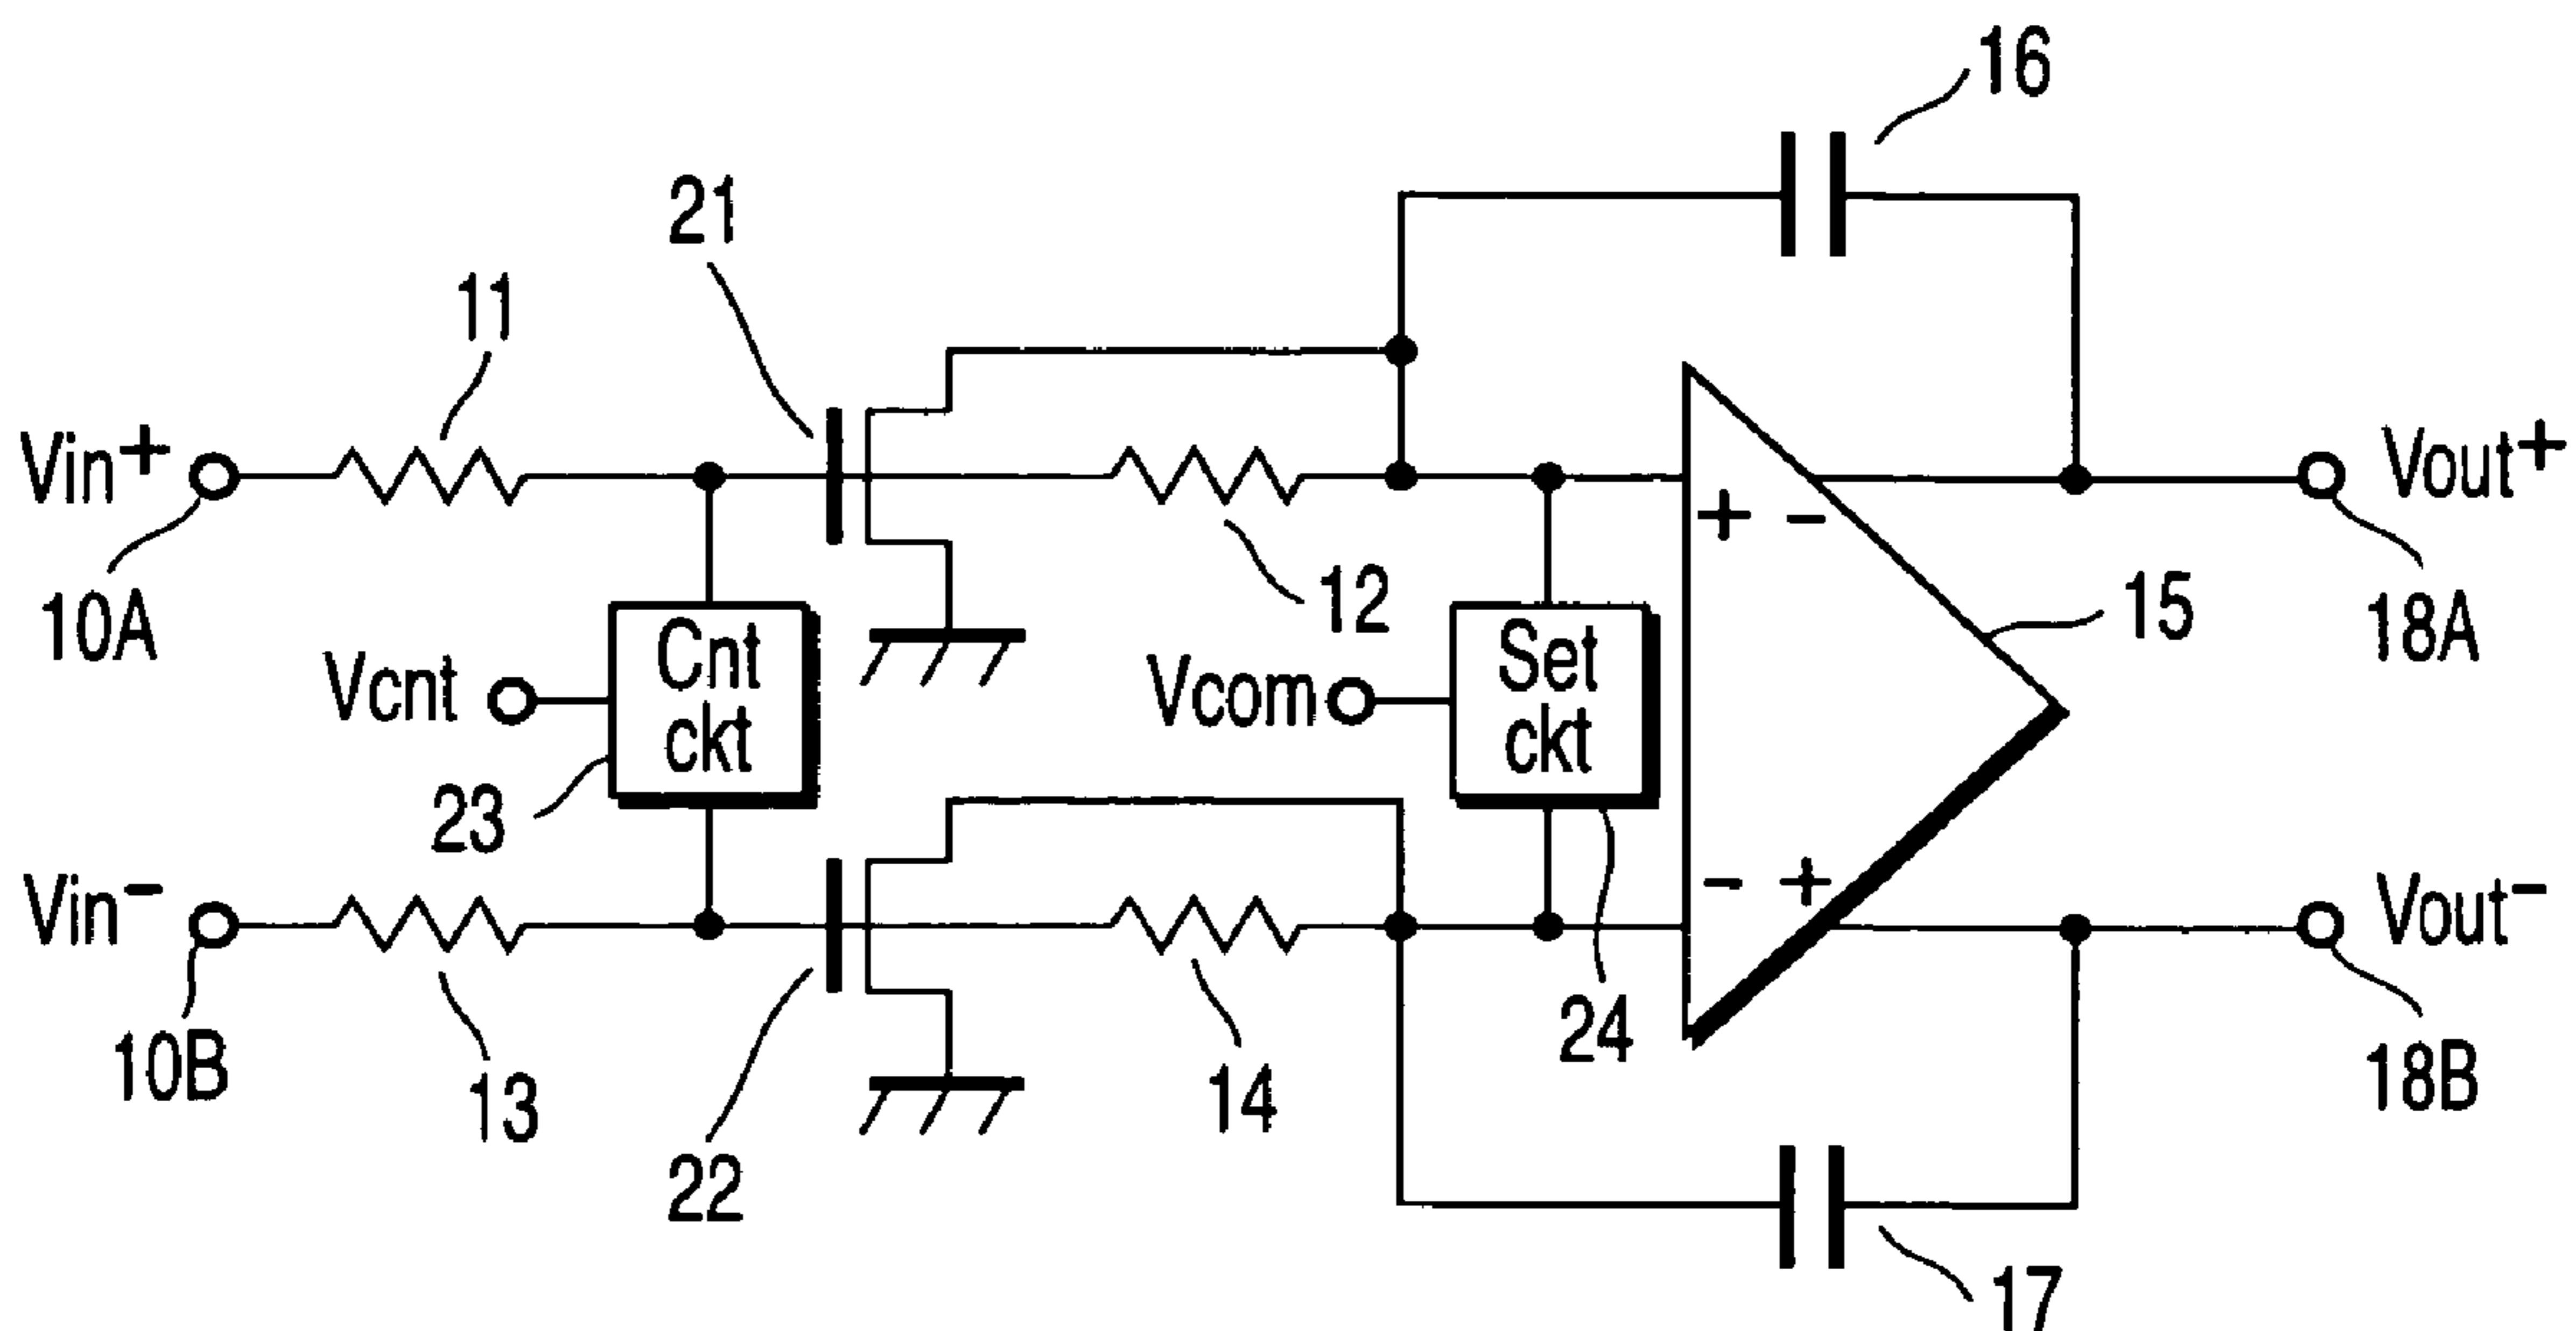 16
21
11
Vin+
Vout+
+ -
12
15
10A
18A
Vcnt
Cnt
ckt
Vcom
Set
ckt
23
Vin-
- +
Vout-
24
10B
13
14
18B
22
17